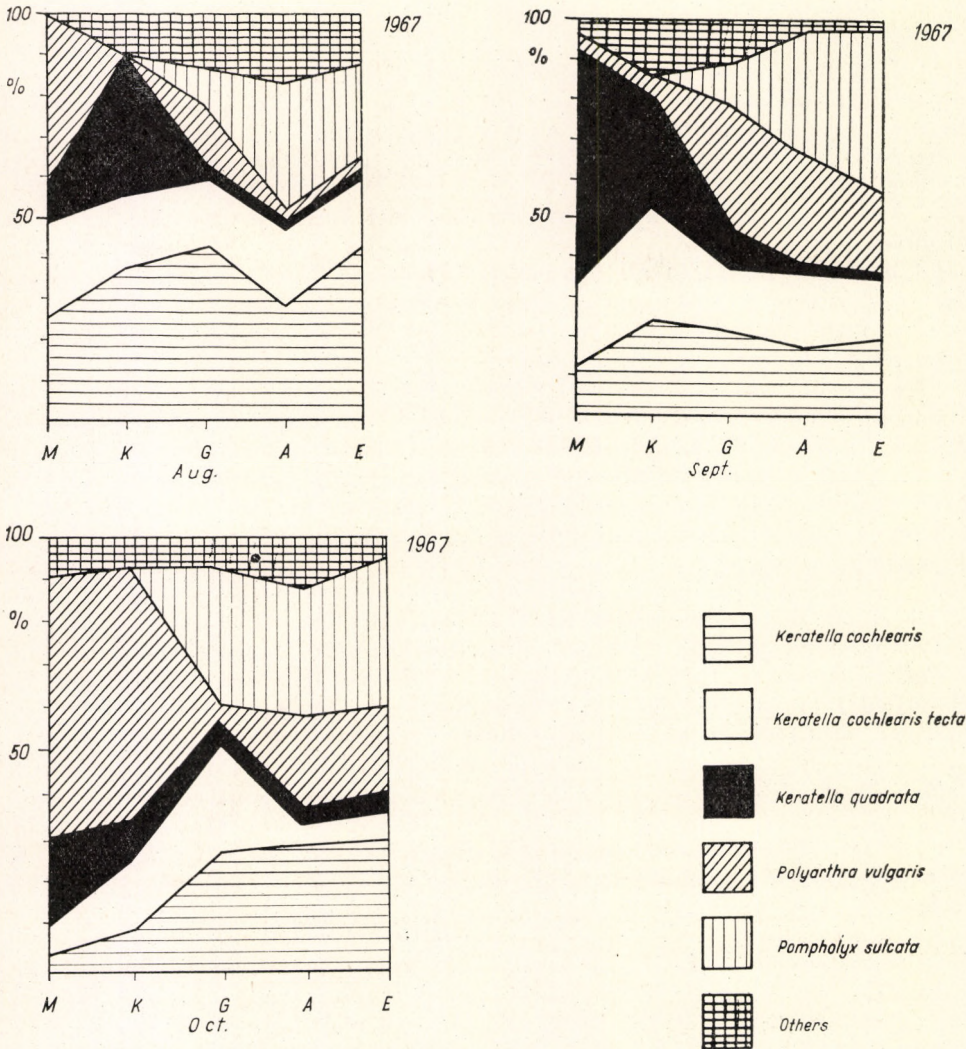 100
%
50
1967
M K G A E
Aug.
100
%
50
1967
M K G A E
Sept.
100
%
50
1967
M K G A E
Oct.
Keratella cochlearis
Keratella cochlearis tecta
Keratella quadrata
Polyarthra vulgaris
Pompholyx sulcata
Others